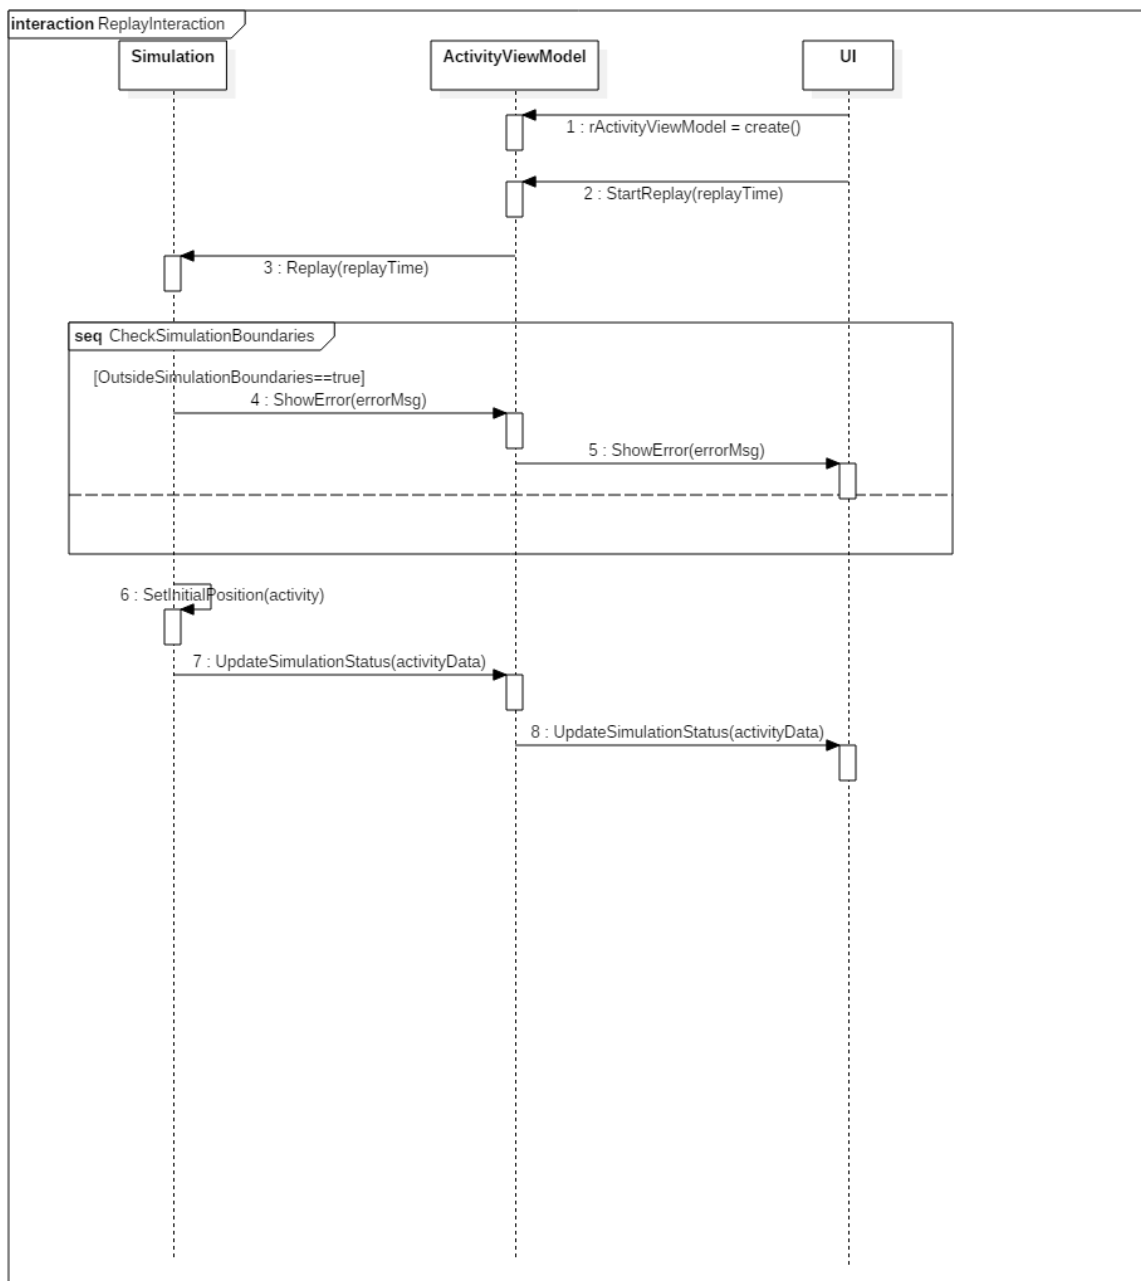 interaction ReplayInteraction
Simulation
ActivityViewModel
UI
1 : rActivityViewModel = create()
2 : StartReplay(replayTime)
3 : Replay(replayTime)
seq CheckSimulationBoundaries
[OutsideSimulationBoundaries==true]
4 : ShowError(errorMsg)
5 : ShowError(errorMsg)
6 : SetInitialPosition(activity)
7 : UpdateSimulationStatus(activityData)
8 : UpdateSimulationStatus(activityData)